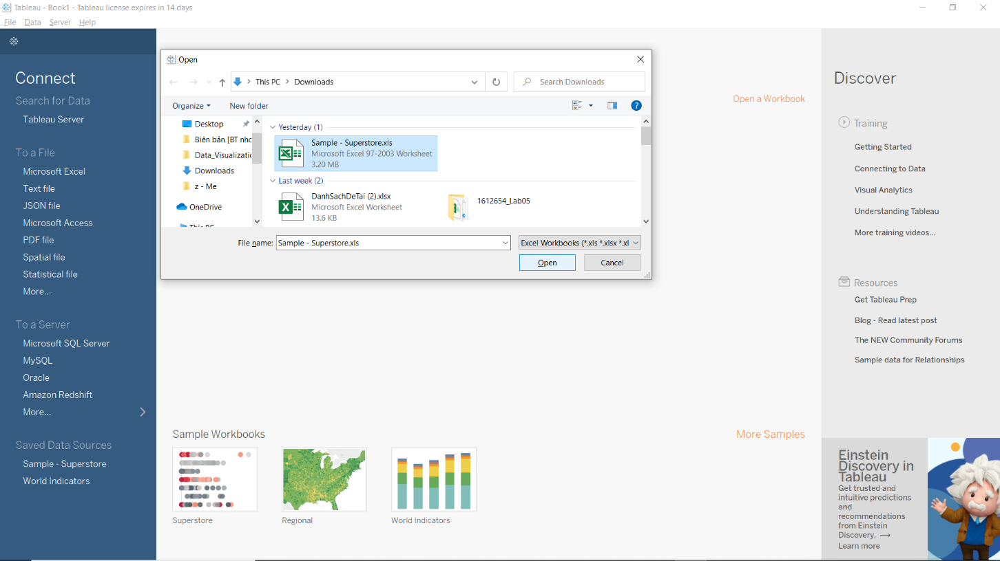 Tableau - Book1 - Tableau license expires in 14 days
File Data Server Help
Connect
Search for Data
Tableau Server
To a File
Microsoft Excel
Text file
JSON file
Microsoft Access
PDF file
Spatial file
Statistical file
More...
To a Server
Microsoft SQL Server
MySQL
Oracle
Amazon Redshift
More...
Saved Data Sources
Sample - Superstore
World Indicators
Open
This PC > Downloads
Search Downloads
Organize
New folder
Desktop
Biên bản [BT nhc
Data_Visualizatic
Downloads
z - Me
OneDrive
This PC
Yesterday (1)
Sample - Superstore.xls
Microsoft Excel 97-2003 Worksheet
3.20 MB
Last week (2)
DanhSachDeTai (2).xlsx
Microsoft Excel Worksheet
13.6 KB
1612654_Lab05
File name: Sample - Superstore.xls
Excel Workbooks (*.xls *.xlsx *.xl
Open
Cancel
Open a Workbook
Sample Workbooks
More Samples
Superstore
Regional
World Indicators
Discover
Training
Getting Started
Connecting to Data
Visual Analytics
Understanding Tableau
More training videos...
Resources
Get Tableau Prep
Blog - Read latest post
The NEW Community Forums
Sample data for Relationships
Einstein
Discovery in
Tableau
Get trusted and
intuitive predictions
and
recommendations
from Einstein
Discovery. →
Learn more